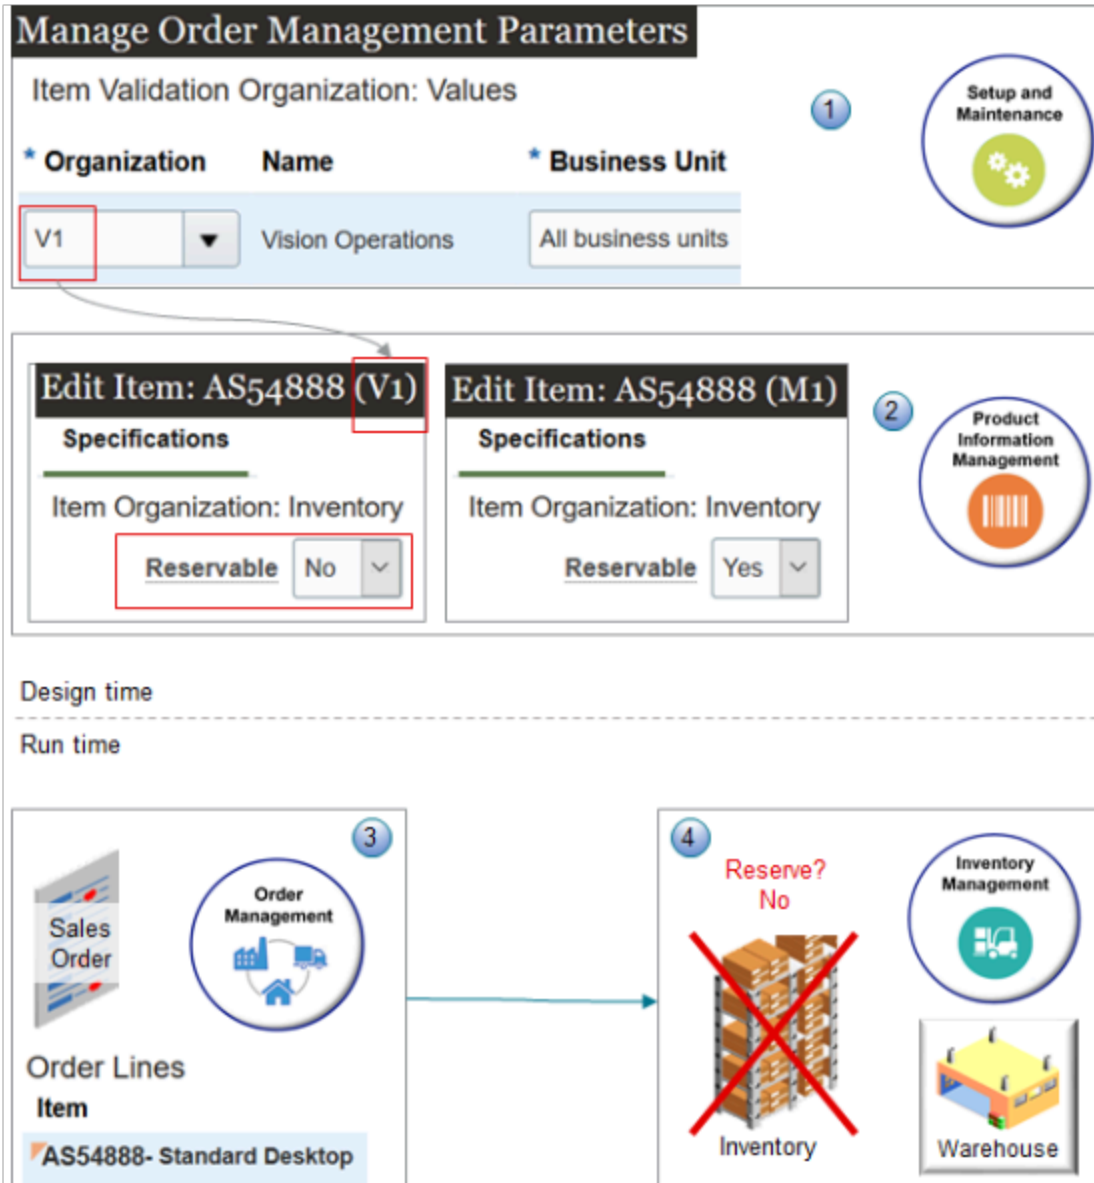 Manage Order Management Parameters
Item Validation Organization: Values
* Organization Name * Business Unit
V1 Vision Operations All business units
1
Setup and
Maintenance
Edit Item: AS54888 (V1)
Specifications
Item Organization: Inventory
Reservable No
Edit Item: AS54888 (M1)
Specifications
Item Organization: Inventory
Reservable Yes
2
Product
Information
Management
Design time
Run time
3
Sales
Order
Order
Management
Order Lines
Item
AS54888- Standard Desktop
4
Reserve?
No
Inventory
Inventory
Management
Warehouse